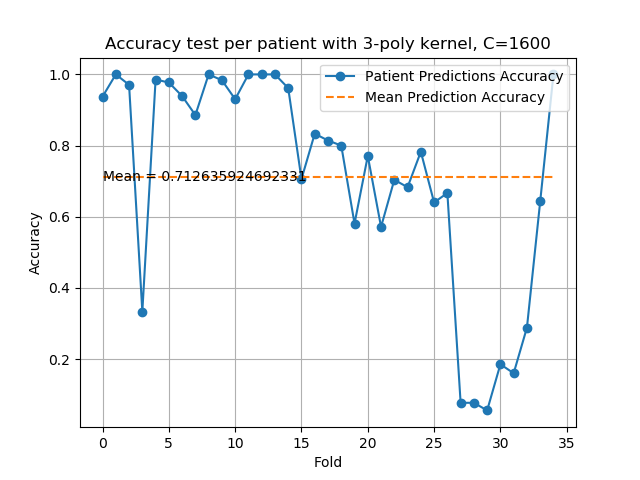 Accuracy test per patient with 3-poly kernel, C=1600
Patient Predictions Accuracy
Mean Prediction Accuracy
Mean = 0.712635924692331
Accuracy
1.0
0.8
0.6
0.4
0.2
0 5 10 15 20 25 30 35
Fold